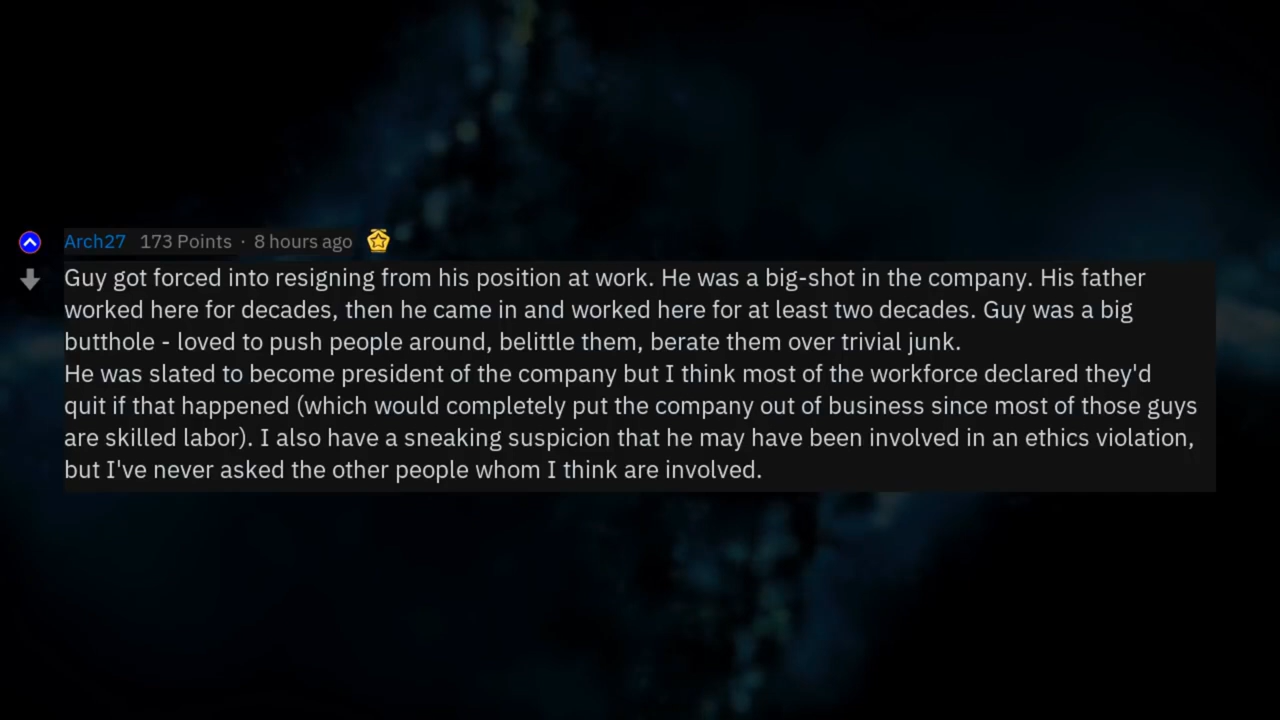 Arch27 173 Points · 8 hours ago
Guy got forced into resigning from his position at work. He was a big-shot in the company. His father
worked here for decades, then he came in and worked here for at least two decades. Guy was a big
butthole - loved to push people around, belittle them, berate them over trivial junk.
He was slated to become president of the company but I think most of the workforce declared they'd
quit if that happened (which would completely put the company out of business since most of those guys
are skilled labor). I also have a sneaking suspicion that he may have been involved in an ethics violation,
but I've never asked the other people whom I think are involved.